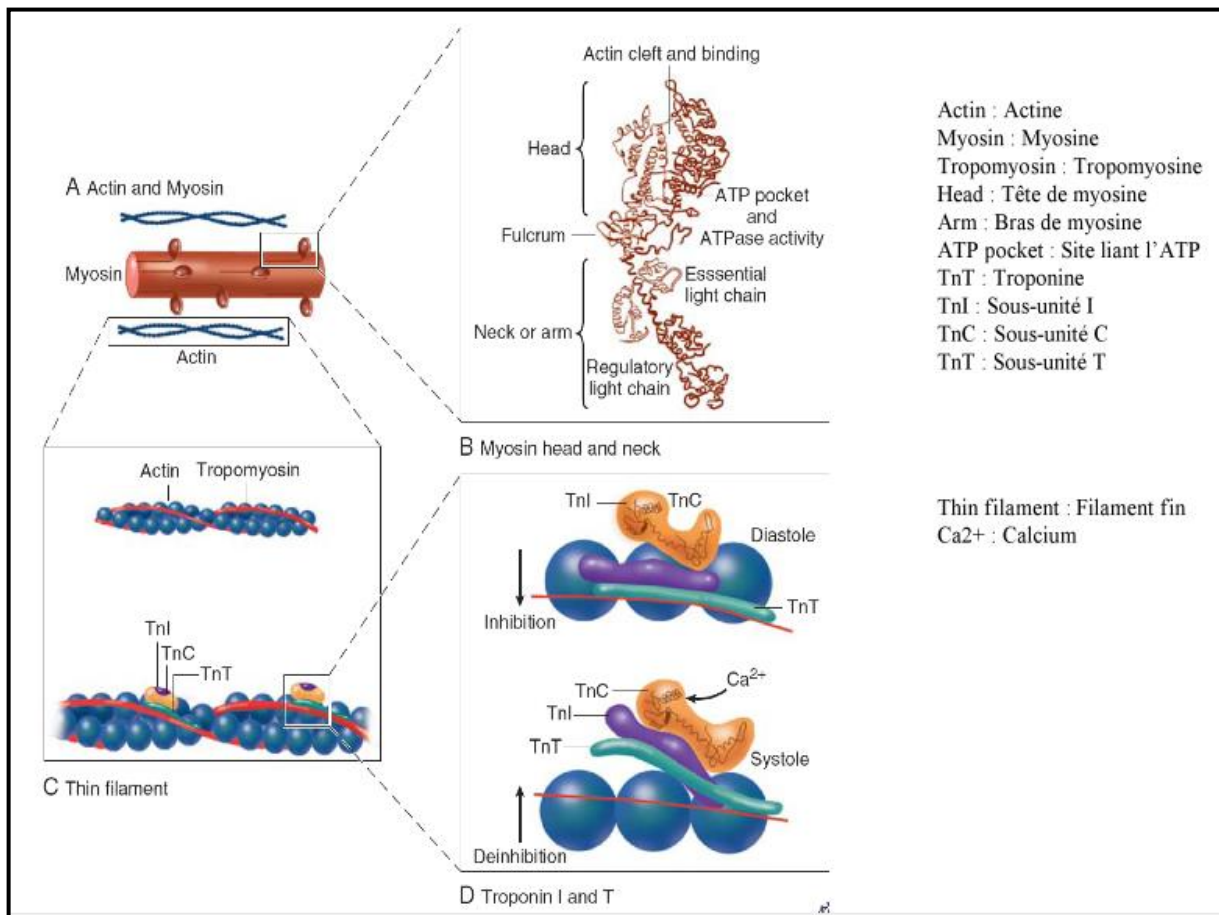 A Actin and Myosin
Myosin
Actin
Actin cleft and binding
Head
ATP pocket
and
ATPase activity
Fulcrum
Esssential
light chain
Neck or arm
Regulatory
light chain
B Myosin head and neck
Actin
Tropomyosin
TnI
TnC
TnT
C Thin filament
TnI
TnC
Diastole
TnT
Inhibition
TnC
Ca2+
TnI
TnT
Systole
Deinhibition
D Troponin I and T
Actin : Actine
Myosin : Myosine
Tropomyosin : Tropomyosine
Head : Tête de myosine
Arm : Bras de myosine
ATP pocket : Site liant l’ATP
TnT : Troponine
TnI : Sous-unité I
TnC : Sous-unité C
TnT : Sous-unité T
Thin filament : Filament fin
Ca2+ : Calcium